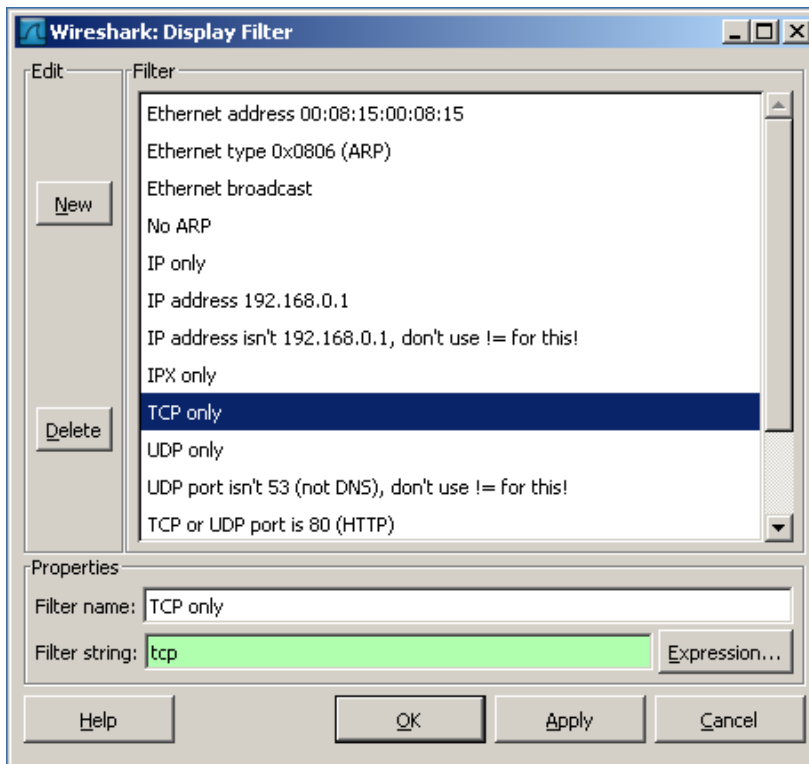 Wireshark: Display Filter
Edit
Filter
New
Delete
Ethernet address 00:08:15:00:08:15
Ethernet type 0x0806 (ARP)
Ethernet broadcast
No ARP
IP only
IP address 192.168.0.1
IP address isn't 192.168.0.1, don't use != for this!
IPX only
TCP only
UDP only
UDP port isn't 53 (not DNS), don't use != for this!
TCP or UDP port is 80 (HTTP)
Properties
Filter name: TCP only
Filter string: tcp Expression...
Help OK Apply Cancel